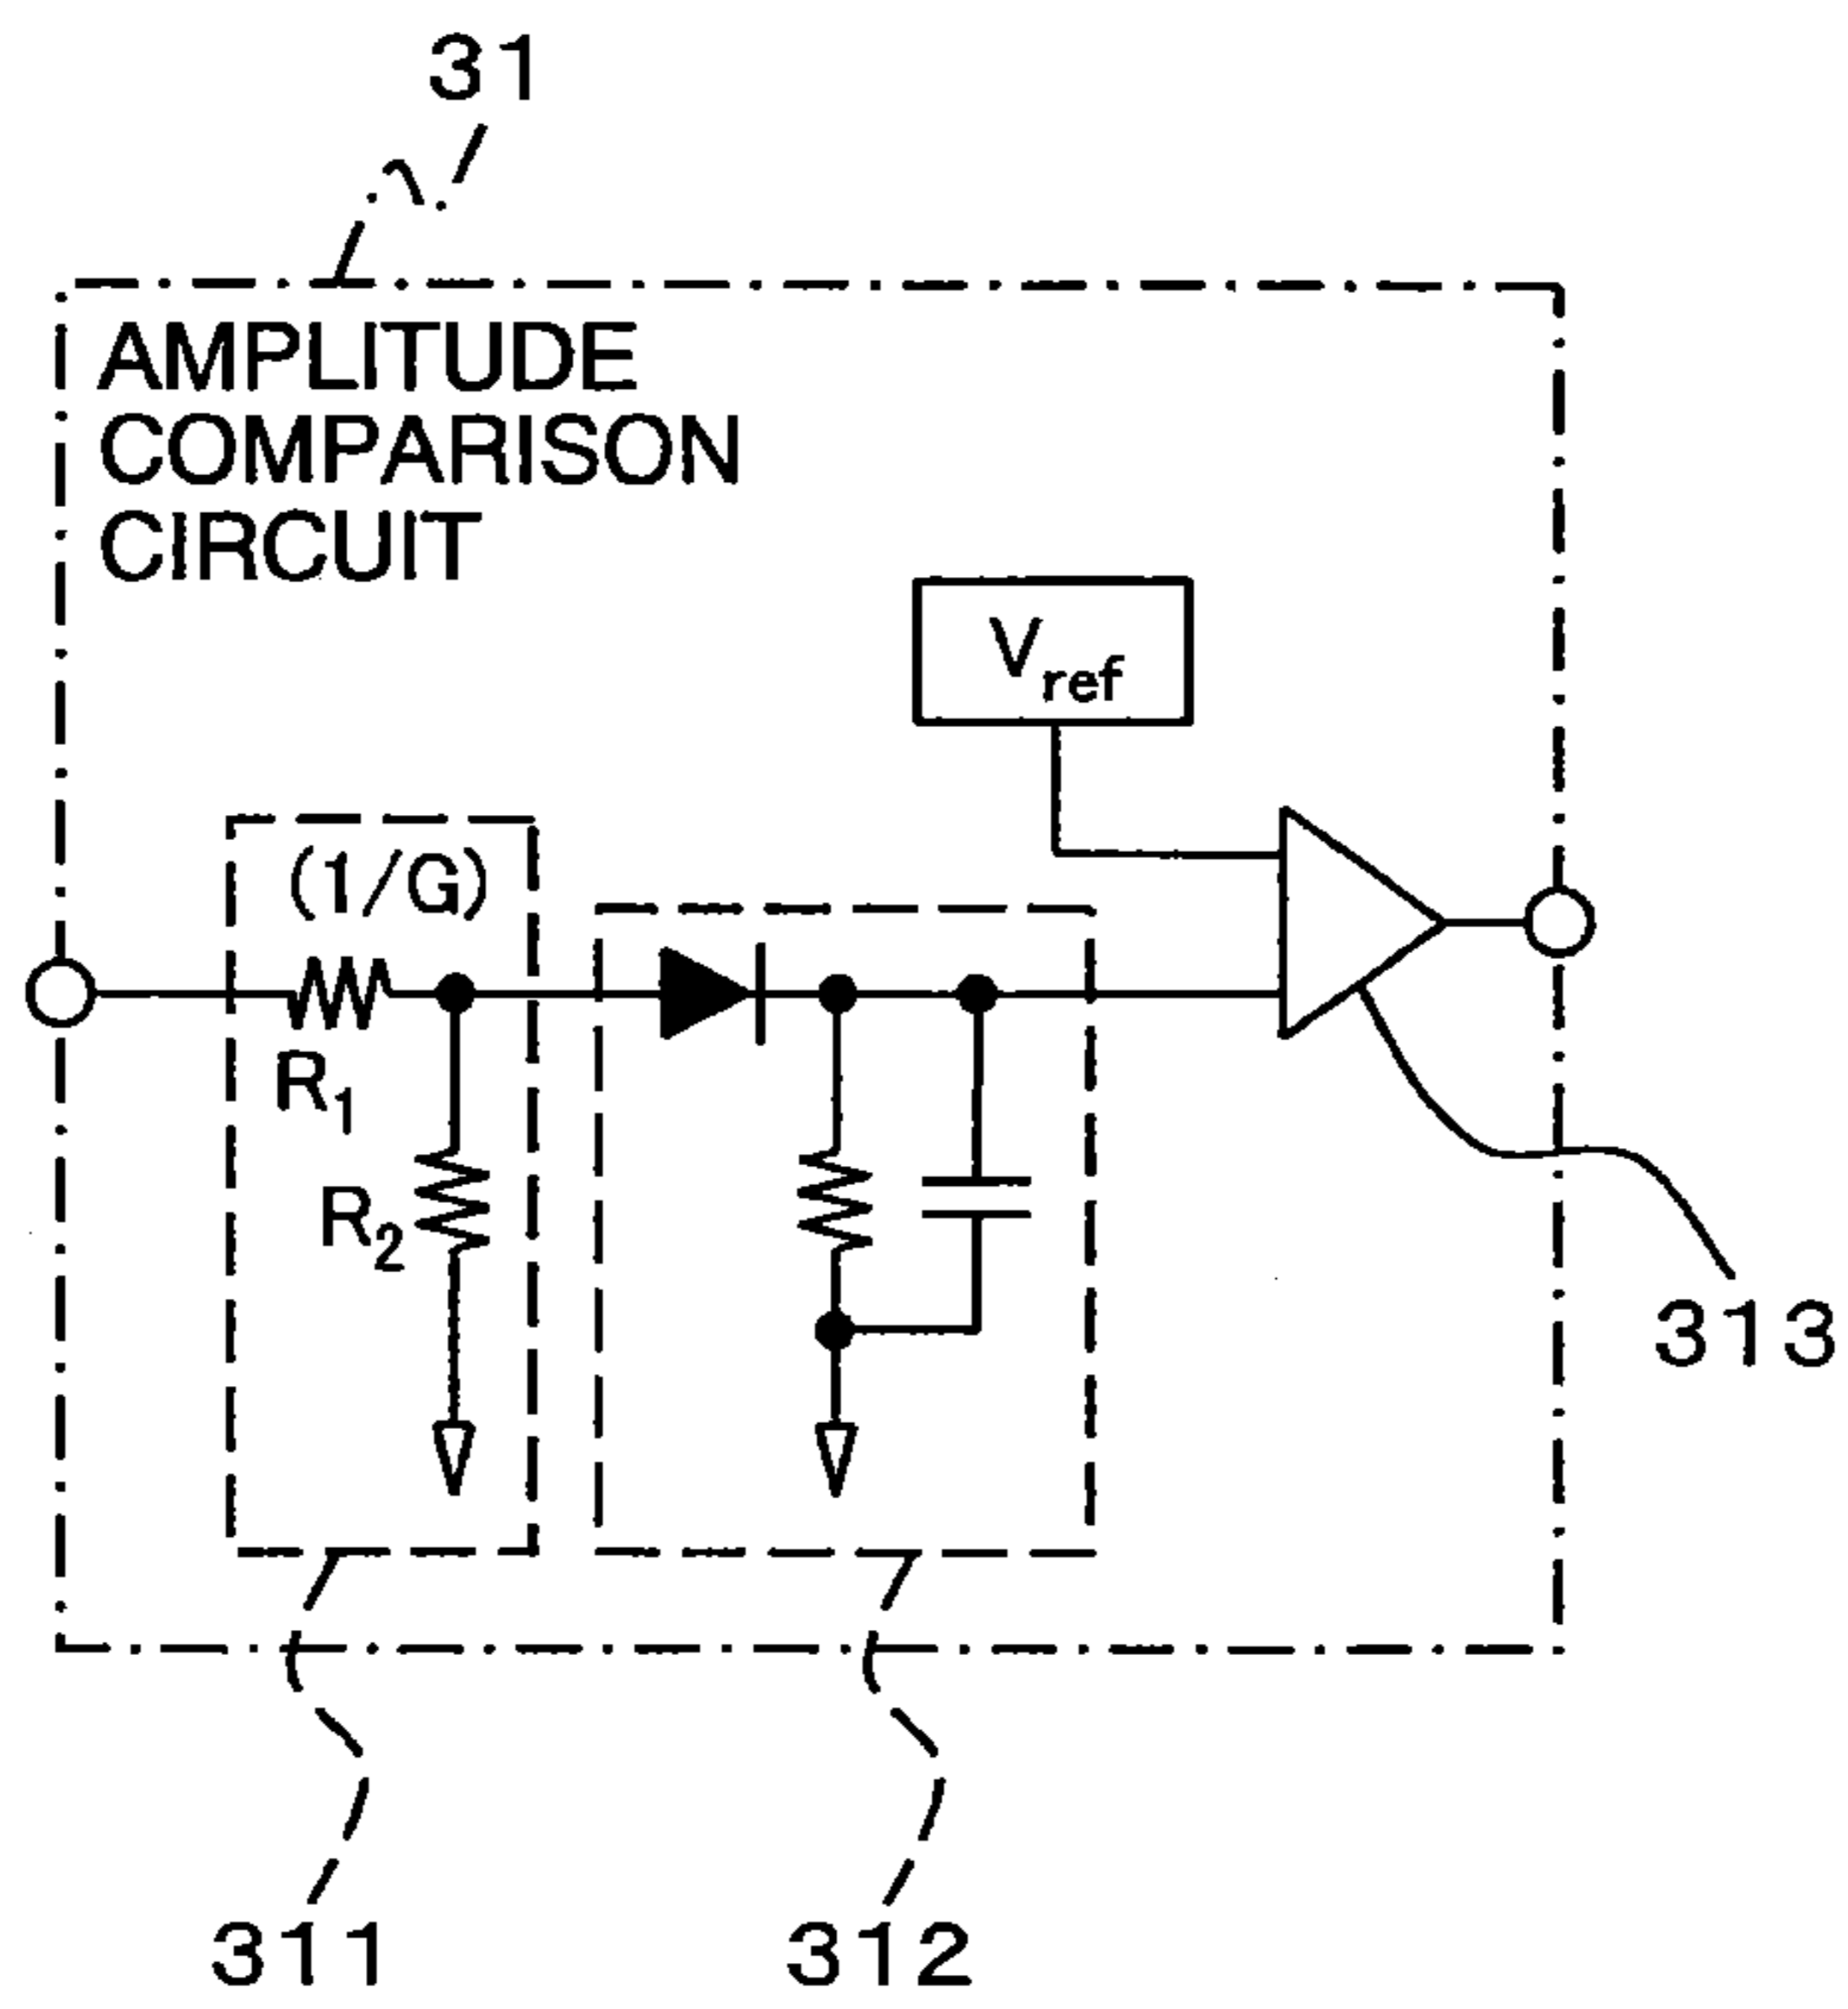 31
AMPLITUDE
COMPARISON
CIRCUIT
Vref
(1/G)
R1
R2
313
311
312